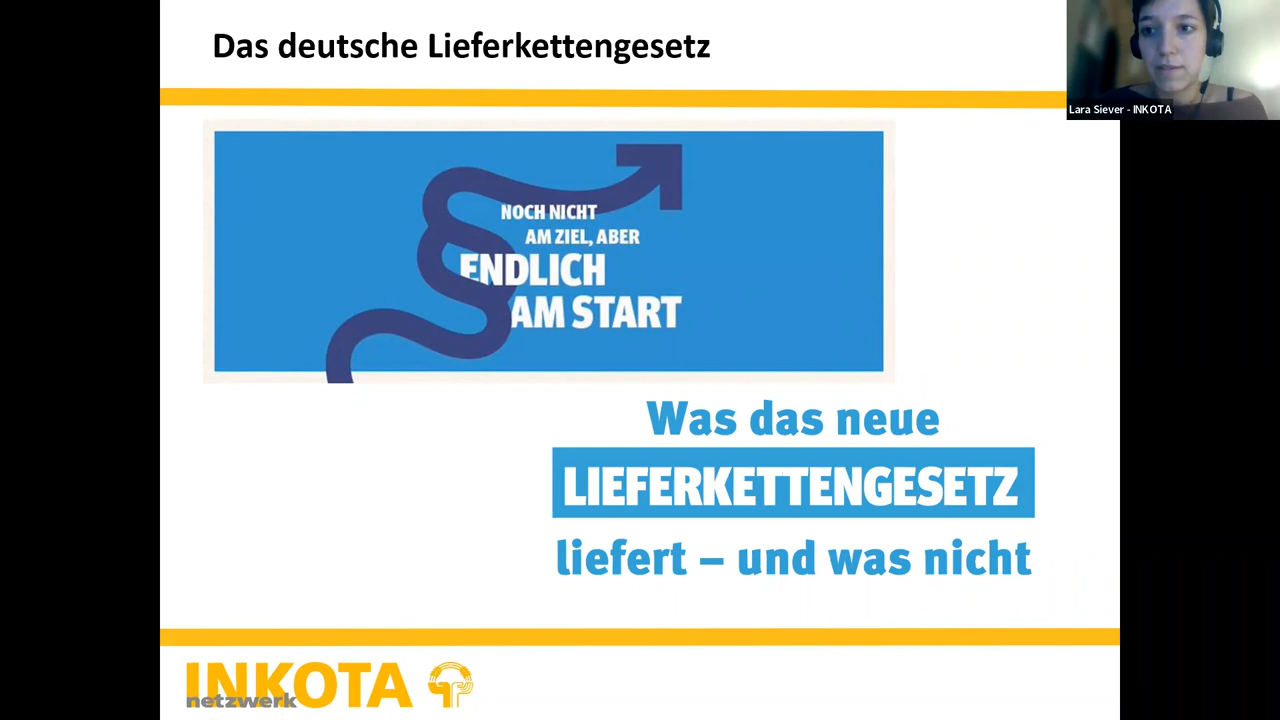 Das deutsche Lieferkettengesetz
Lara Siever - INKOTA
NOCH NICHT
AM ZIEL, ABER
ENDLICH
AM START
Was das neue
LIEFERKETTENGESETZ
liefert – und was nicht
INKOTA
netzwerk